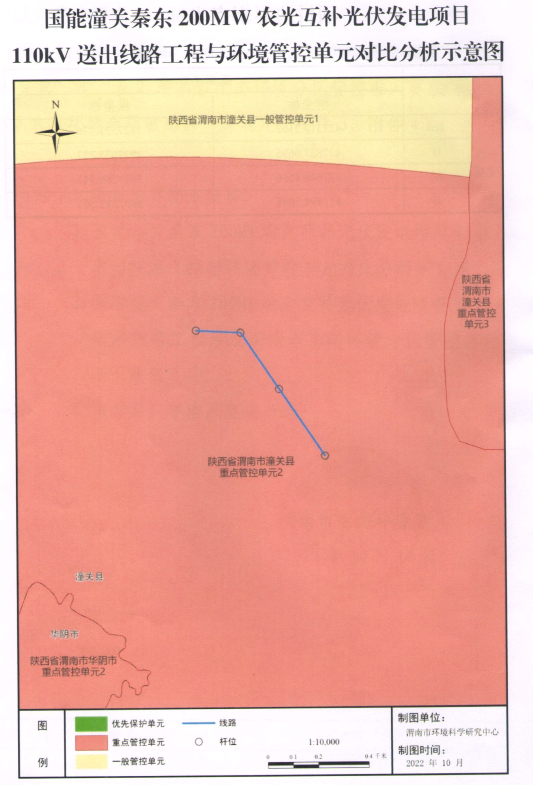 国能潼关秦东 200MW 农光互补光伏发电项目
110kV 送出线路工程与环境管控单元对比分析示意图
N
陕西省渭南市潼关县一般管控单元1
陕西省
渭南市
潼关县
重点管控
单元3
陕西省渭南市潼关县
重点管控单元2
潼关县
华阴市
陕西省渭南市华阴市
重点管控单元2
图
例
优先保护单元
重点管控单元
一般管控单元
线路
杆位
1:10,000
0 0.1 0.2 0.4 千米
制图单位：
渭南市环境科学研究中心
制图时间：
2022 年 10 月